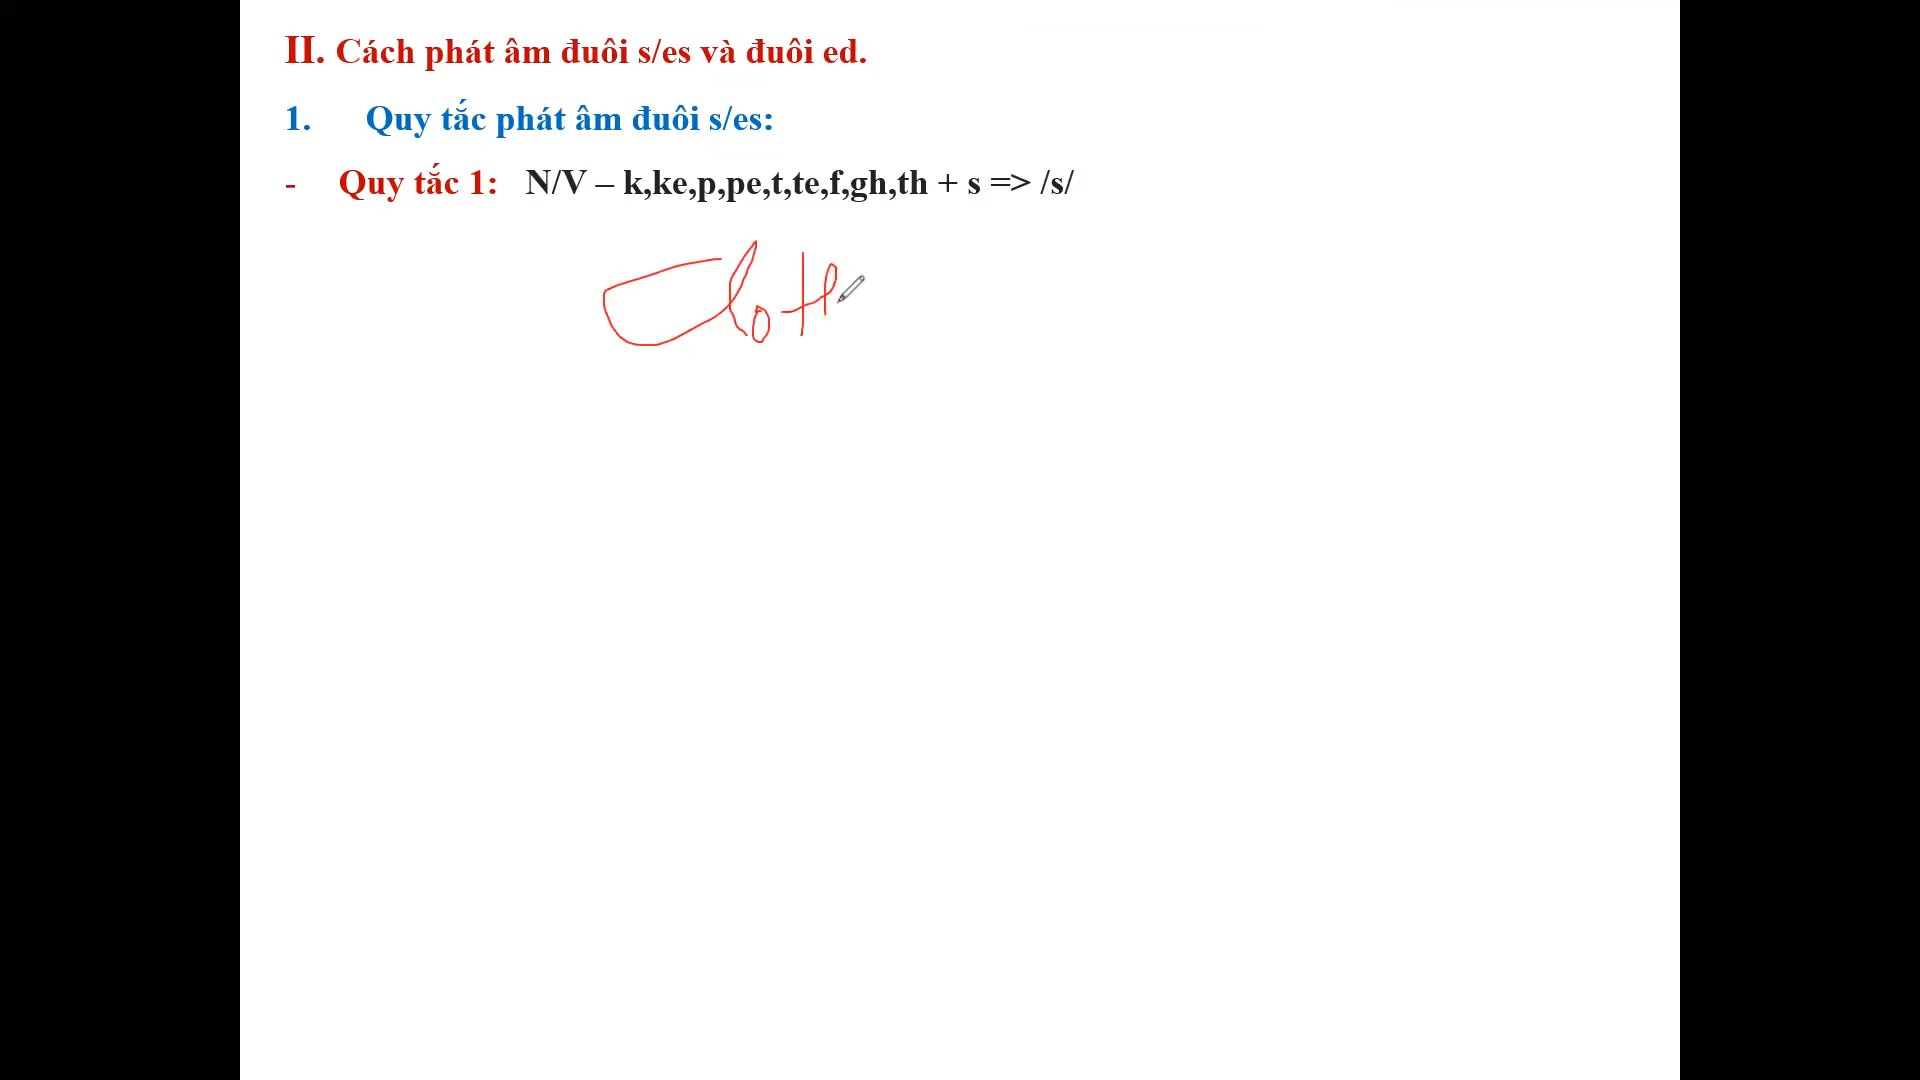 II. Cách phát âm đuôi s/es và đuôi ed.
1. Quy tắc phát âm đuôi s/es:
- Quy tắc 1: N/V – k,ke,p,pe,t,te,f,gh,th + s => /s/